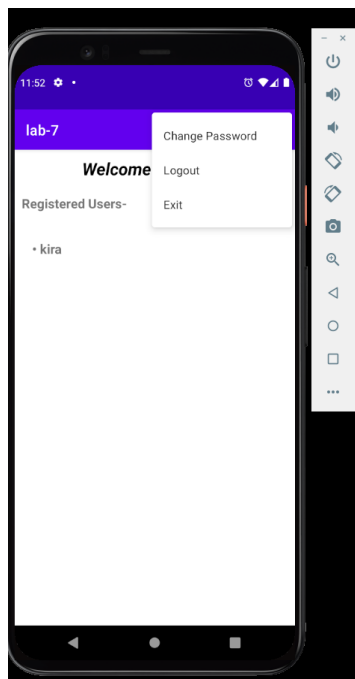 11:52
lab-7
Change Password
Welcome
Logout
Registered Users-
Exit
• kira